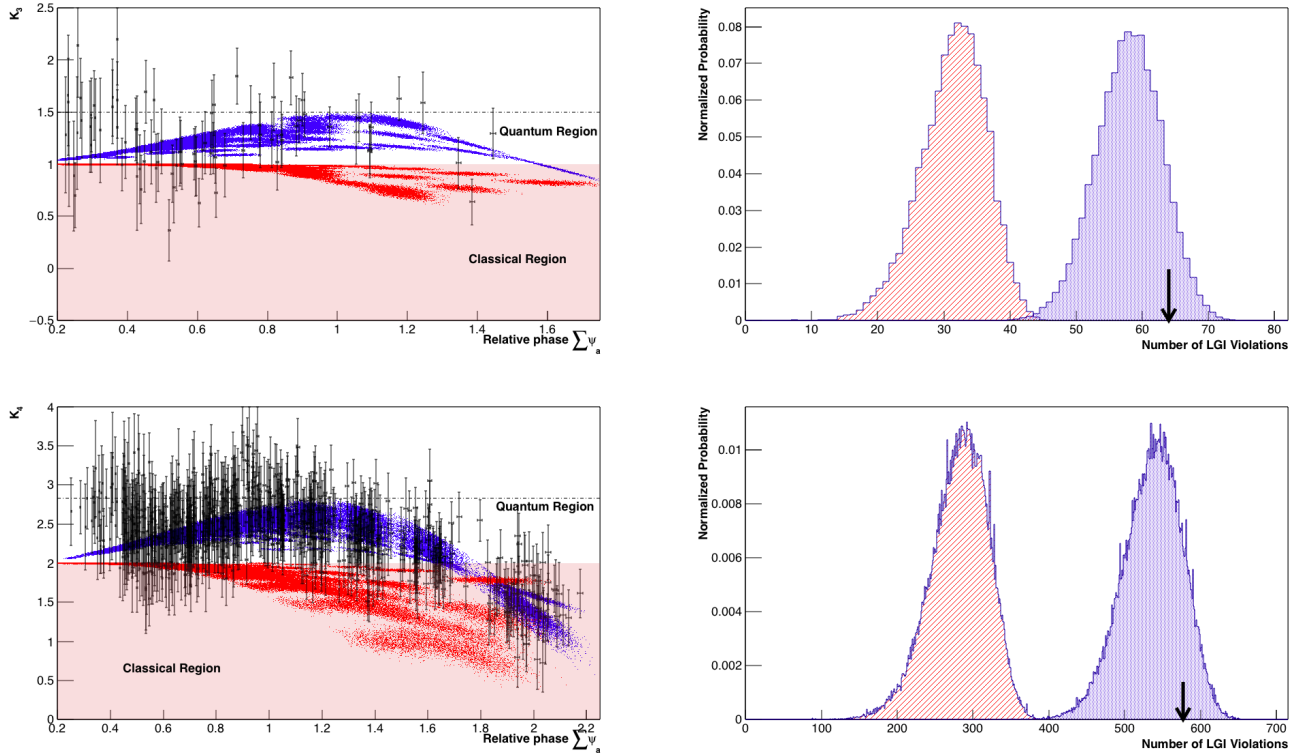 K₃
2.5
2
1.5
1
0.5
0
−0.5
Quantum Region
Classical Region
0.2 0.4 0.6 0.8 1 1.2 1.4 1.6
Relative phase ∑ ψₐ
Normalized Probability
0.08
0.07
0.06
0.05
0.04
0.03
0.02
0.01
0
0 10 20 30 40 50 60 70 80
Number of LGI Violations
K₄
4
3.5
3
2.5
2
1.5
1
0.5
0
Quantum Region
Classical Region
0.2 0.4 0.6 0.8 1 1.2 1.4 1.6 1.8 2 2.2
Relative phase ∑ ψₐ
Normalized Probability
0.01
0.008
0.006
0.004
0.002
0
0 100 200 300 400 500 600 700
Number of LGI Violations